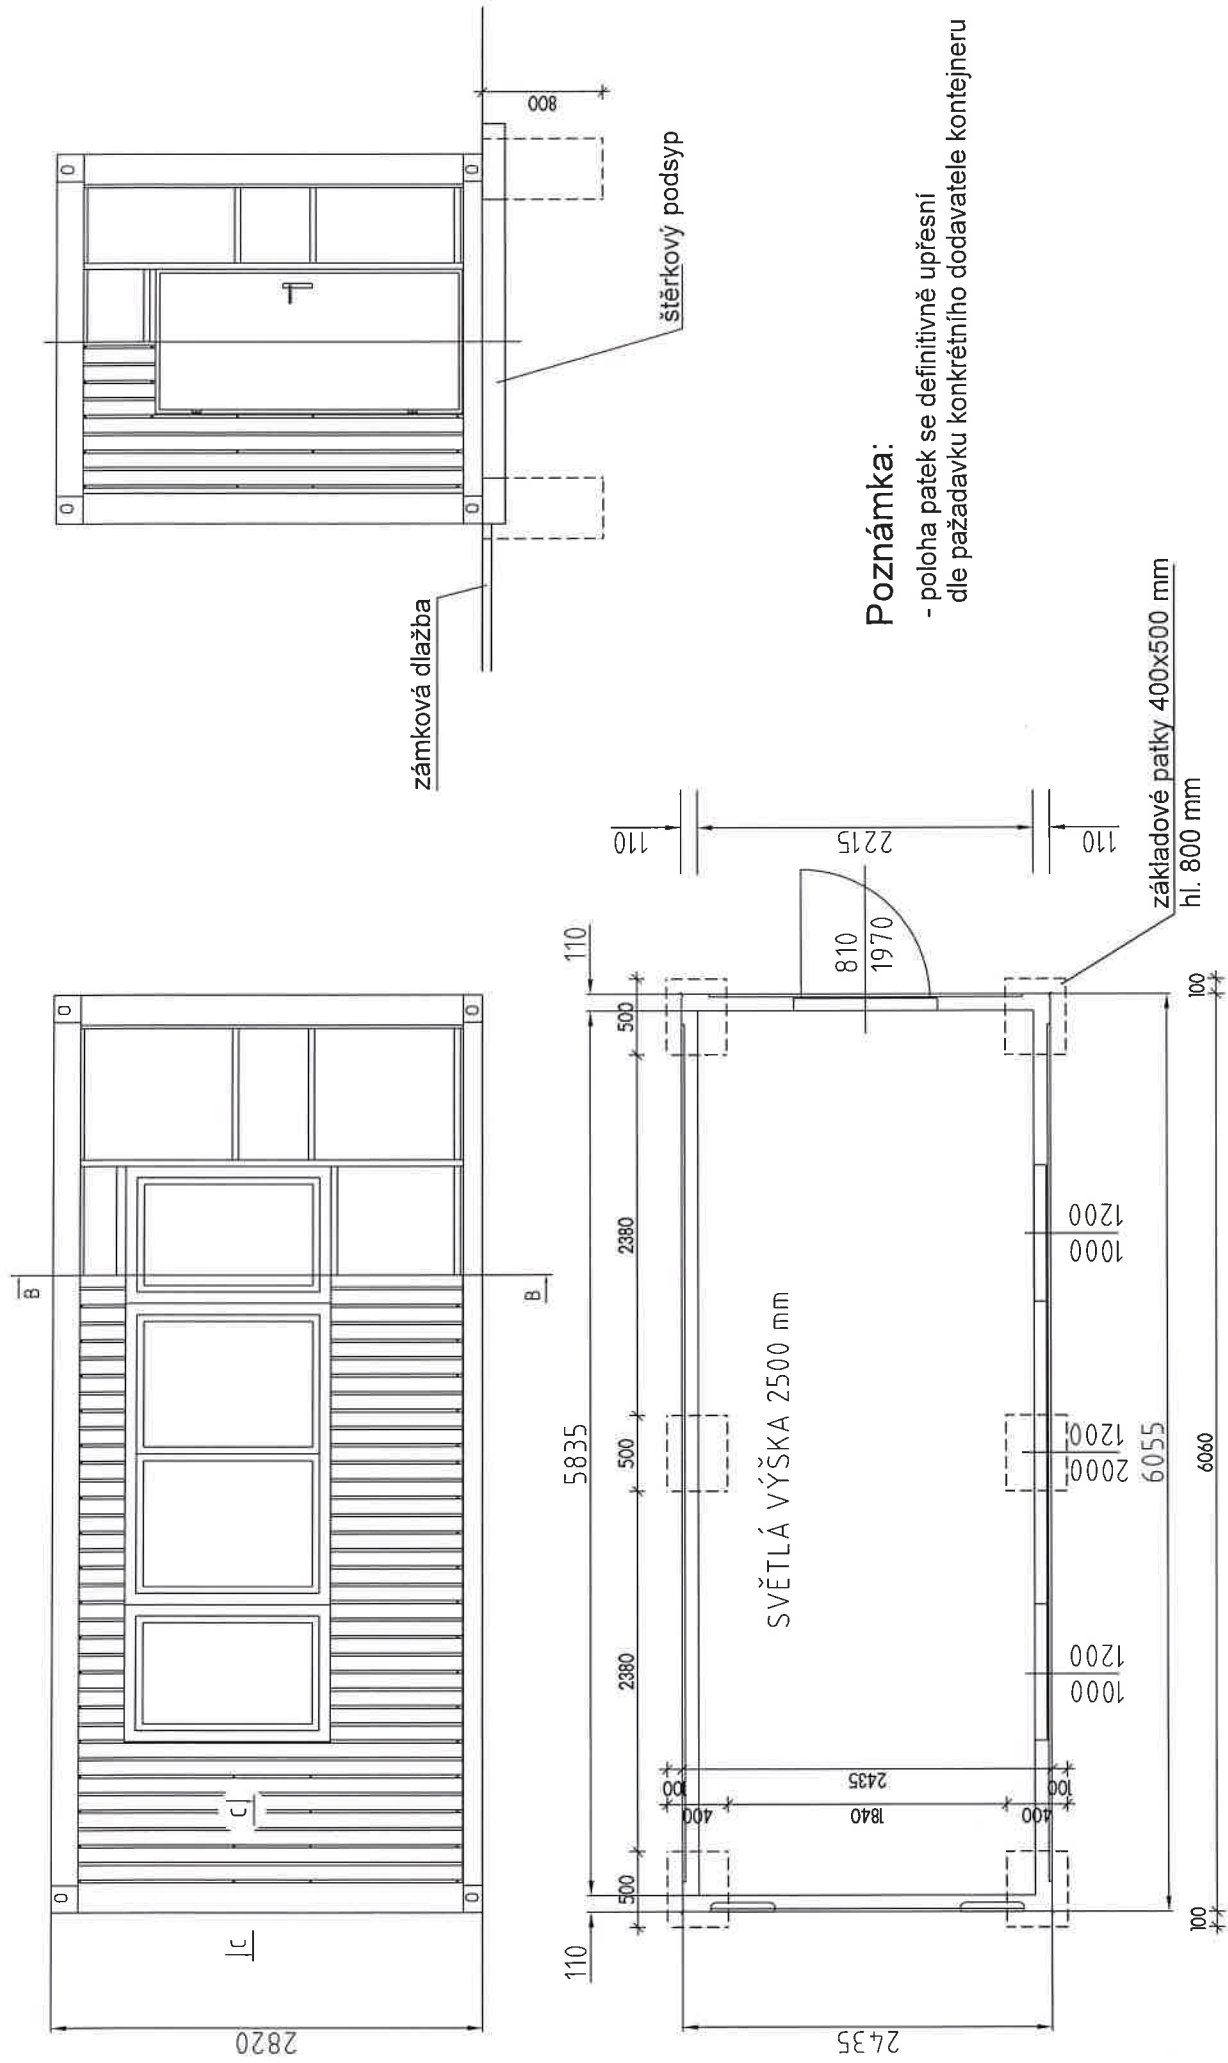 2820
B
B
C
C
800
štěrkový podsyp
zámková dlažba
Poznámka:
- poloha patek se definitivně upřesní
dle pažadavku konkrétního dodavatele kontejneru
110
5835
110
500
2380
500
2380
500
SVĚTLÁ VÝŠKA 2500 mm
810
1970
110
2215
110
100
2435
100
400
1840
400
2435
1000
1200
2000
1200
1000
1200
6055
100
6060
100
základové patky 400x500 mm
hl. 800 mm